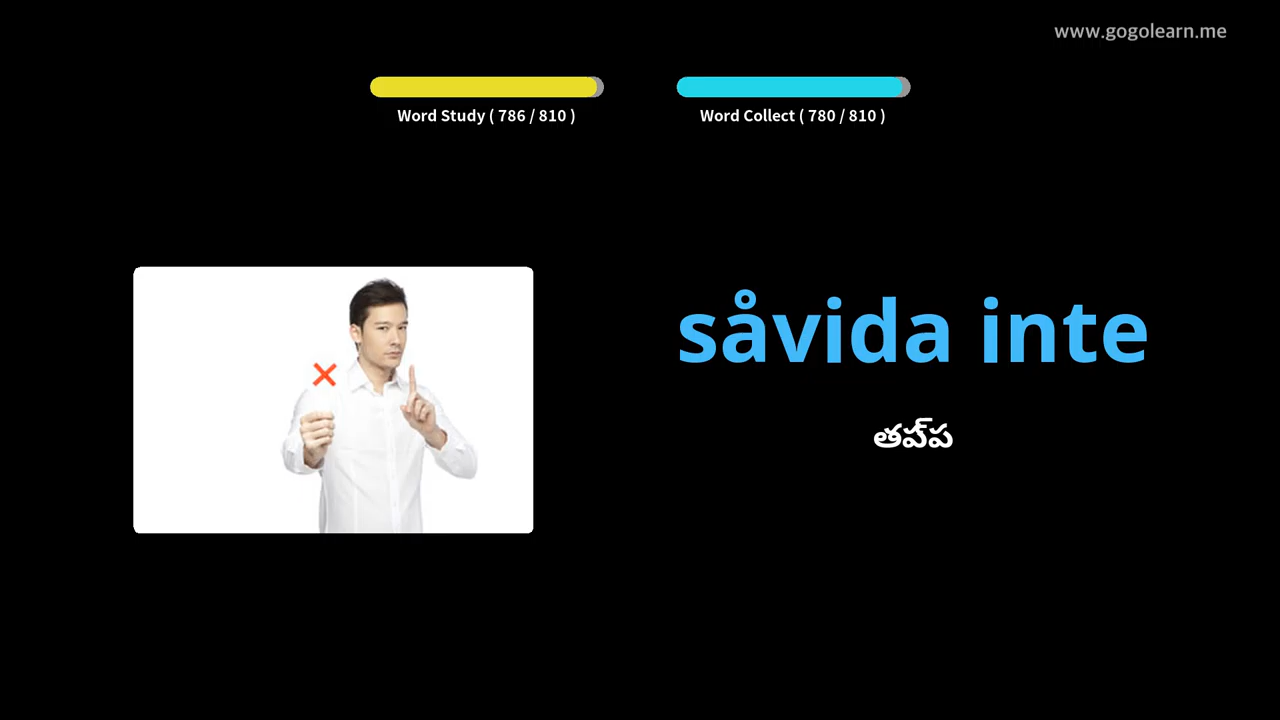 www.gogolearn.me
Word Study ( 786 / 810 )
Word Collect ( 780 / 810 )
såvida inte
తప్ప